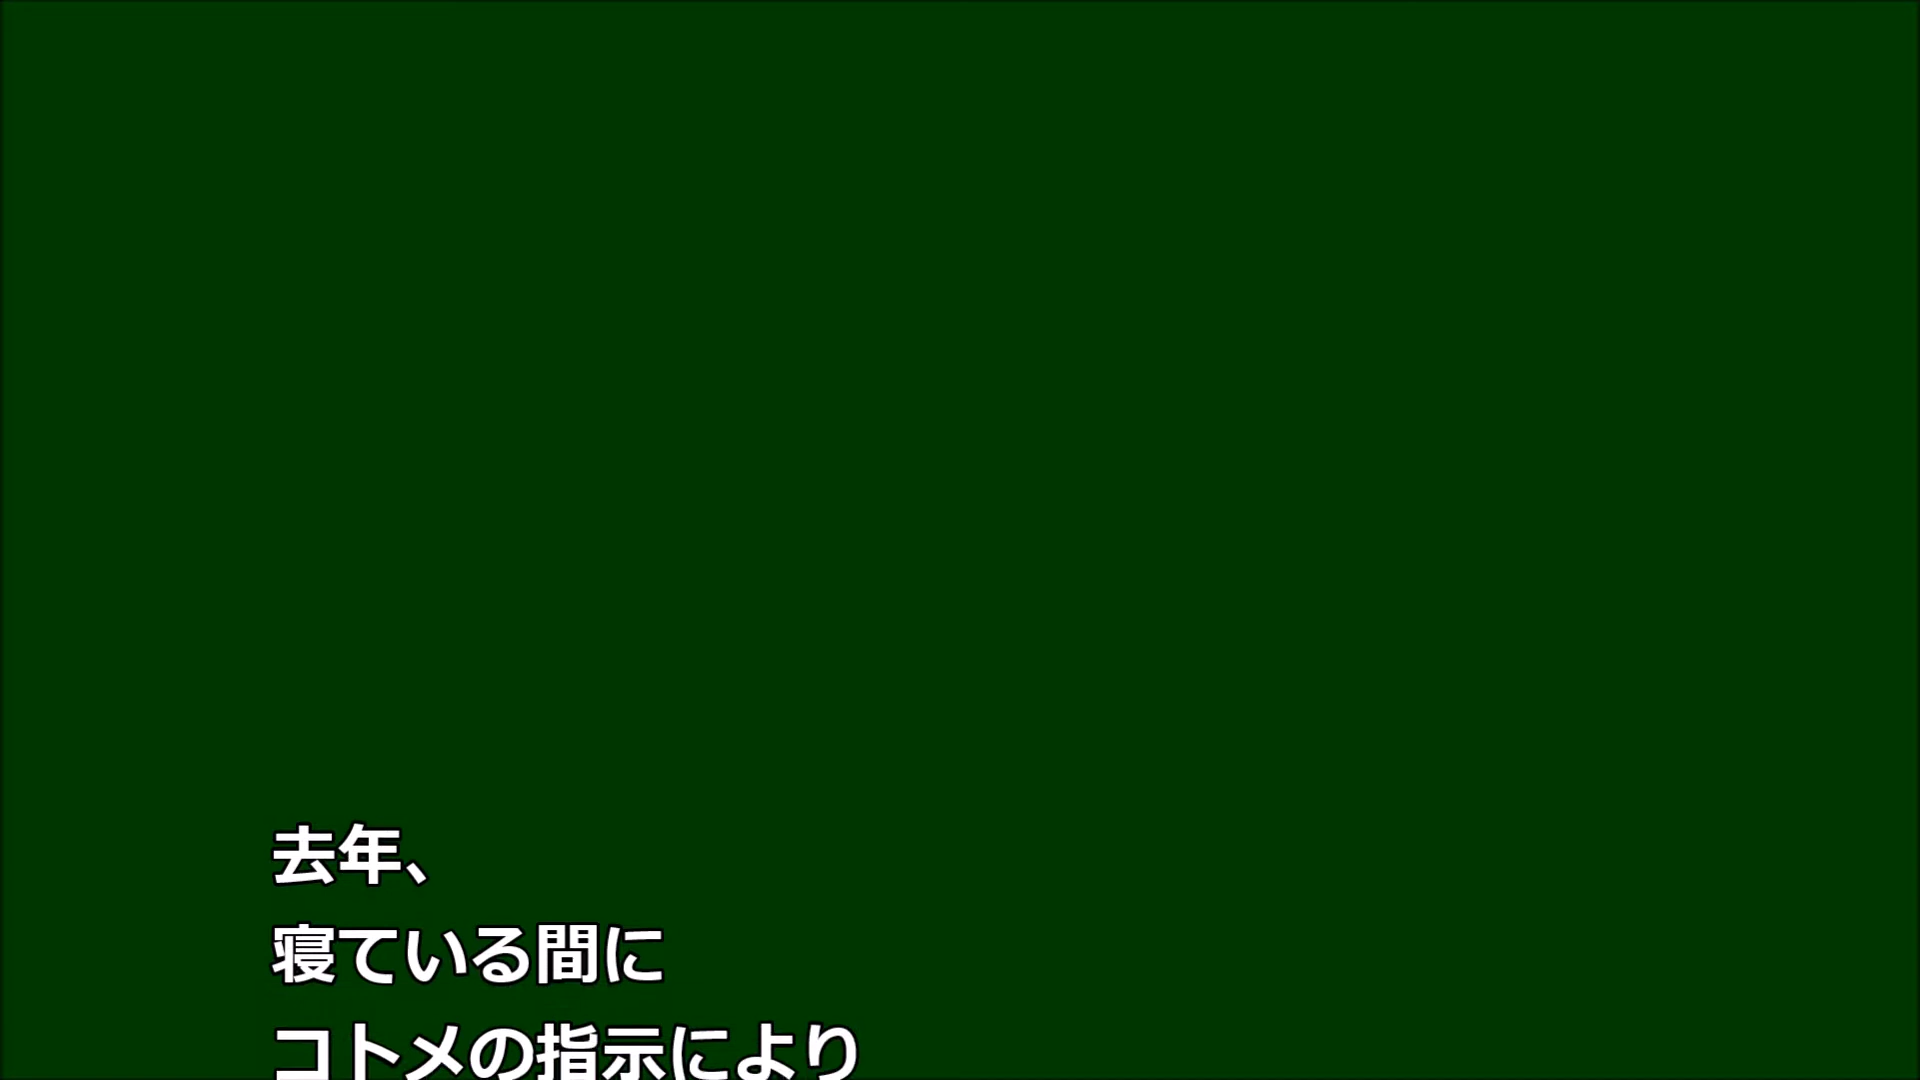 去年、
寝ている間に
コトメの指示により